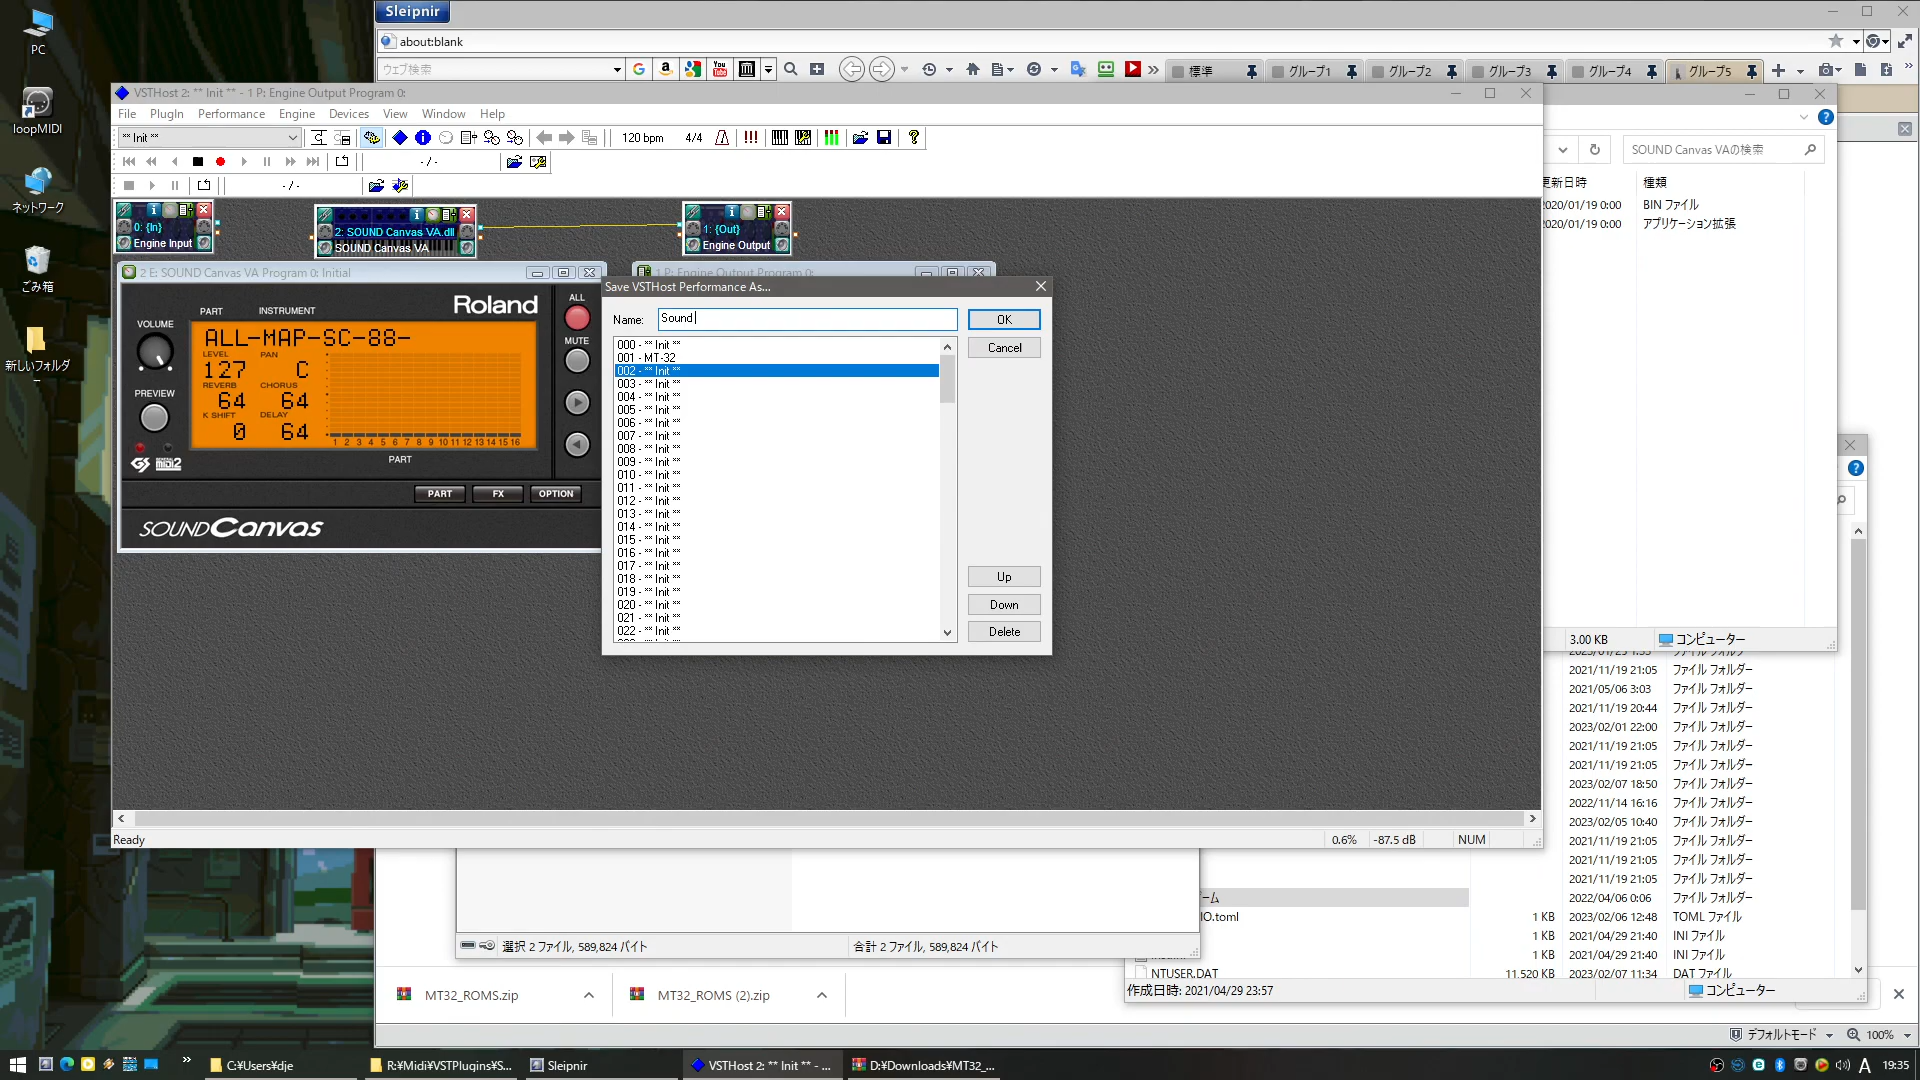 PC
loopMIDI
ネットワーク
ごみ箱
新しいフォルダ
ー
Sleipnir
about:blank
ウェブ検索
標準
グループ1
グループ2
グループ3
グループ4
グループ5
VSTHost 2: ** Init ** - 1 P: Engine Output Program 0:
File PlugIn Performance Engine Devices View Window Help
** Init **
120 bpm
4/4
- / -
- / -
0: {In}
Engine Input
2: SOUND Canvas VA.dll
SOUND Canvas VA
1: {Out}
Engine Output
2 E: SOUND Canvas VA Program 0: Initial
1 P: Engine Output Program 0:
Roland
PART INSTRUMENT
VOLUME
PREVIEW
ALL-MAP-SC-88-
LEVEL PAN
127 C
REVERB CHORUS
64 64
K SHIFT DELAY
0 64
1 2 3 4 5 6 7 8 9 10 11 12 13 14 15 16
PART
ALL
MUTE
GS
midi2
PART FX OPTION
SOUND Canvas
Save VSTHost Performance As...
Name:
Sound
OK
Cancel
000 - ** Init **
001 - MT-32
002 - ** Init **
003 - ** Init **
004 - ** Init **
005 - ** Init **
006 - ** Init **
007 - ** Init **
008 - ** Init **
009 - ** Init **
010 - ** Init **
011 - ** Init **
012 - ** Init **
013 - ** Init **
014 - ** Init **
015 - ** Init **
016 - ** Init **
017 - ** Init **
018 - ** Init **
019 - ** Init **
020 - ** Init **
021 - ** Init **
022 - ** Init **
Up
Down
Delete
Ready
0.6%
-87.5 dB
NUM
SOUND Canvas VAの検索
更新日時 種類
2020/01/19 0:00 BIN ファイル
2020/01/19 0:00 アプリケーション拡張
3.00 KB
コンピューター
2021/11/19 21:05 ファイル フォルダー
2021/05/06 3:03 ファイル フォルダー
2021/11/19 20:44 ファイル フォルダー
2023/02/01 22:00 ファイル フォルダー
2021/11/19 21:05 ファイル フォルダー
2021/11/19 21:05 ファイル フォルダー
2023/02/07 18:50 ファイル フォルダー
2022/11/14 16:16 ファイル フォルダー
2023/02/05 10:40 ファイル フォルダー
2021/11/19 21:05 ファイル フォルダー
2021/11/19 21:05 ファイル フォルダー
2021/11/19 21:05 ファイル フォルダー
2022/04/06 0:06 ファイル フォルダー
IO.toml 1 KB 2023/02/06 12:48 TOML ファイル
1 KB 2021/04/29 21:40 INI ファイル
1 KB 2021/04/29 21:40 INI ファイル
NTUSER.DAT 11,520 KB 2023/02/07 11:34 DAT ファイル
作成日時: 2021/04/29 23:57
コンピューター
選択 2 ファイル, 589,824 バイト
合計 2 ファイル, 589,824 バイト
MT32_ROMS.zip
MT32_ROMS (2).zip
デフォルトモード
100%
C:¥Users¥dje
R:¥Midi¥VSTPlugins¥S...
Sleipnir
VSTHost 2: ** Init ** - ...
D:¥Downloads¥MT32_...
A
19:35